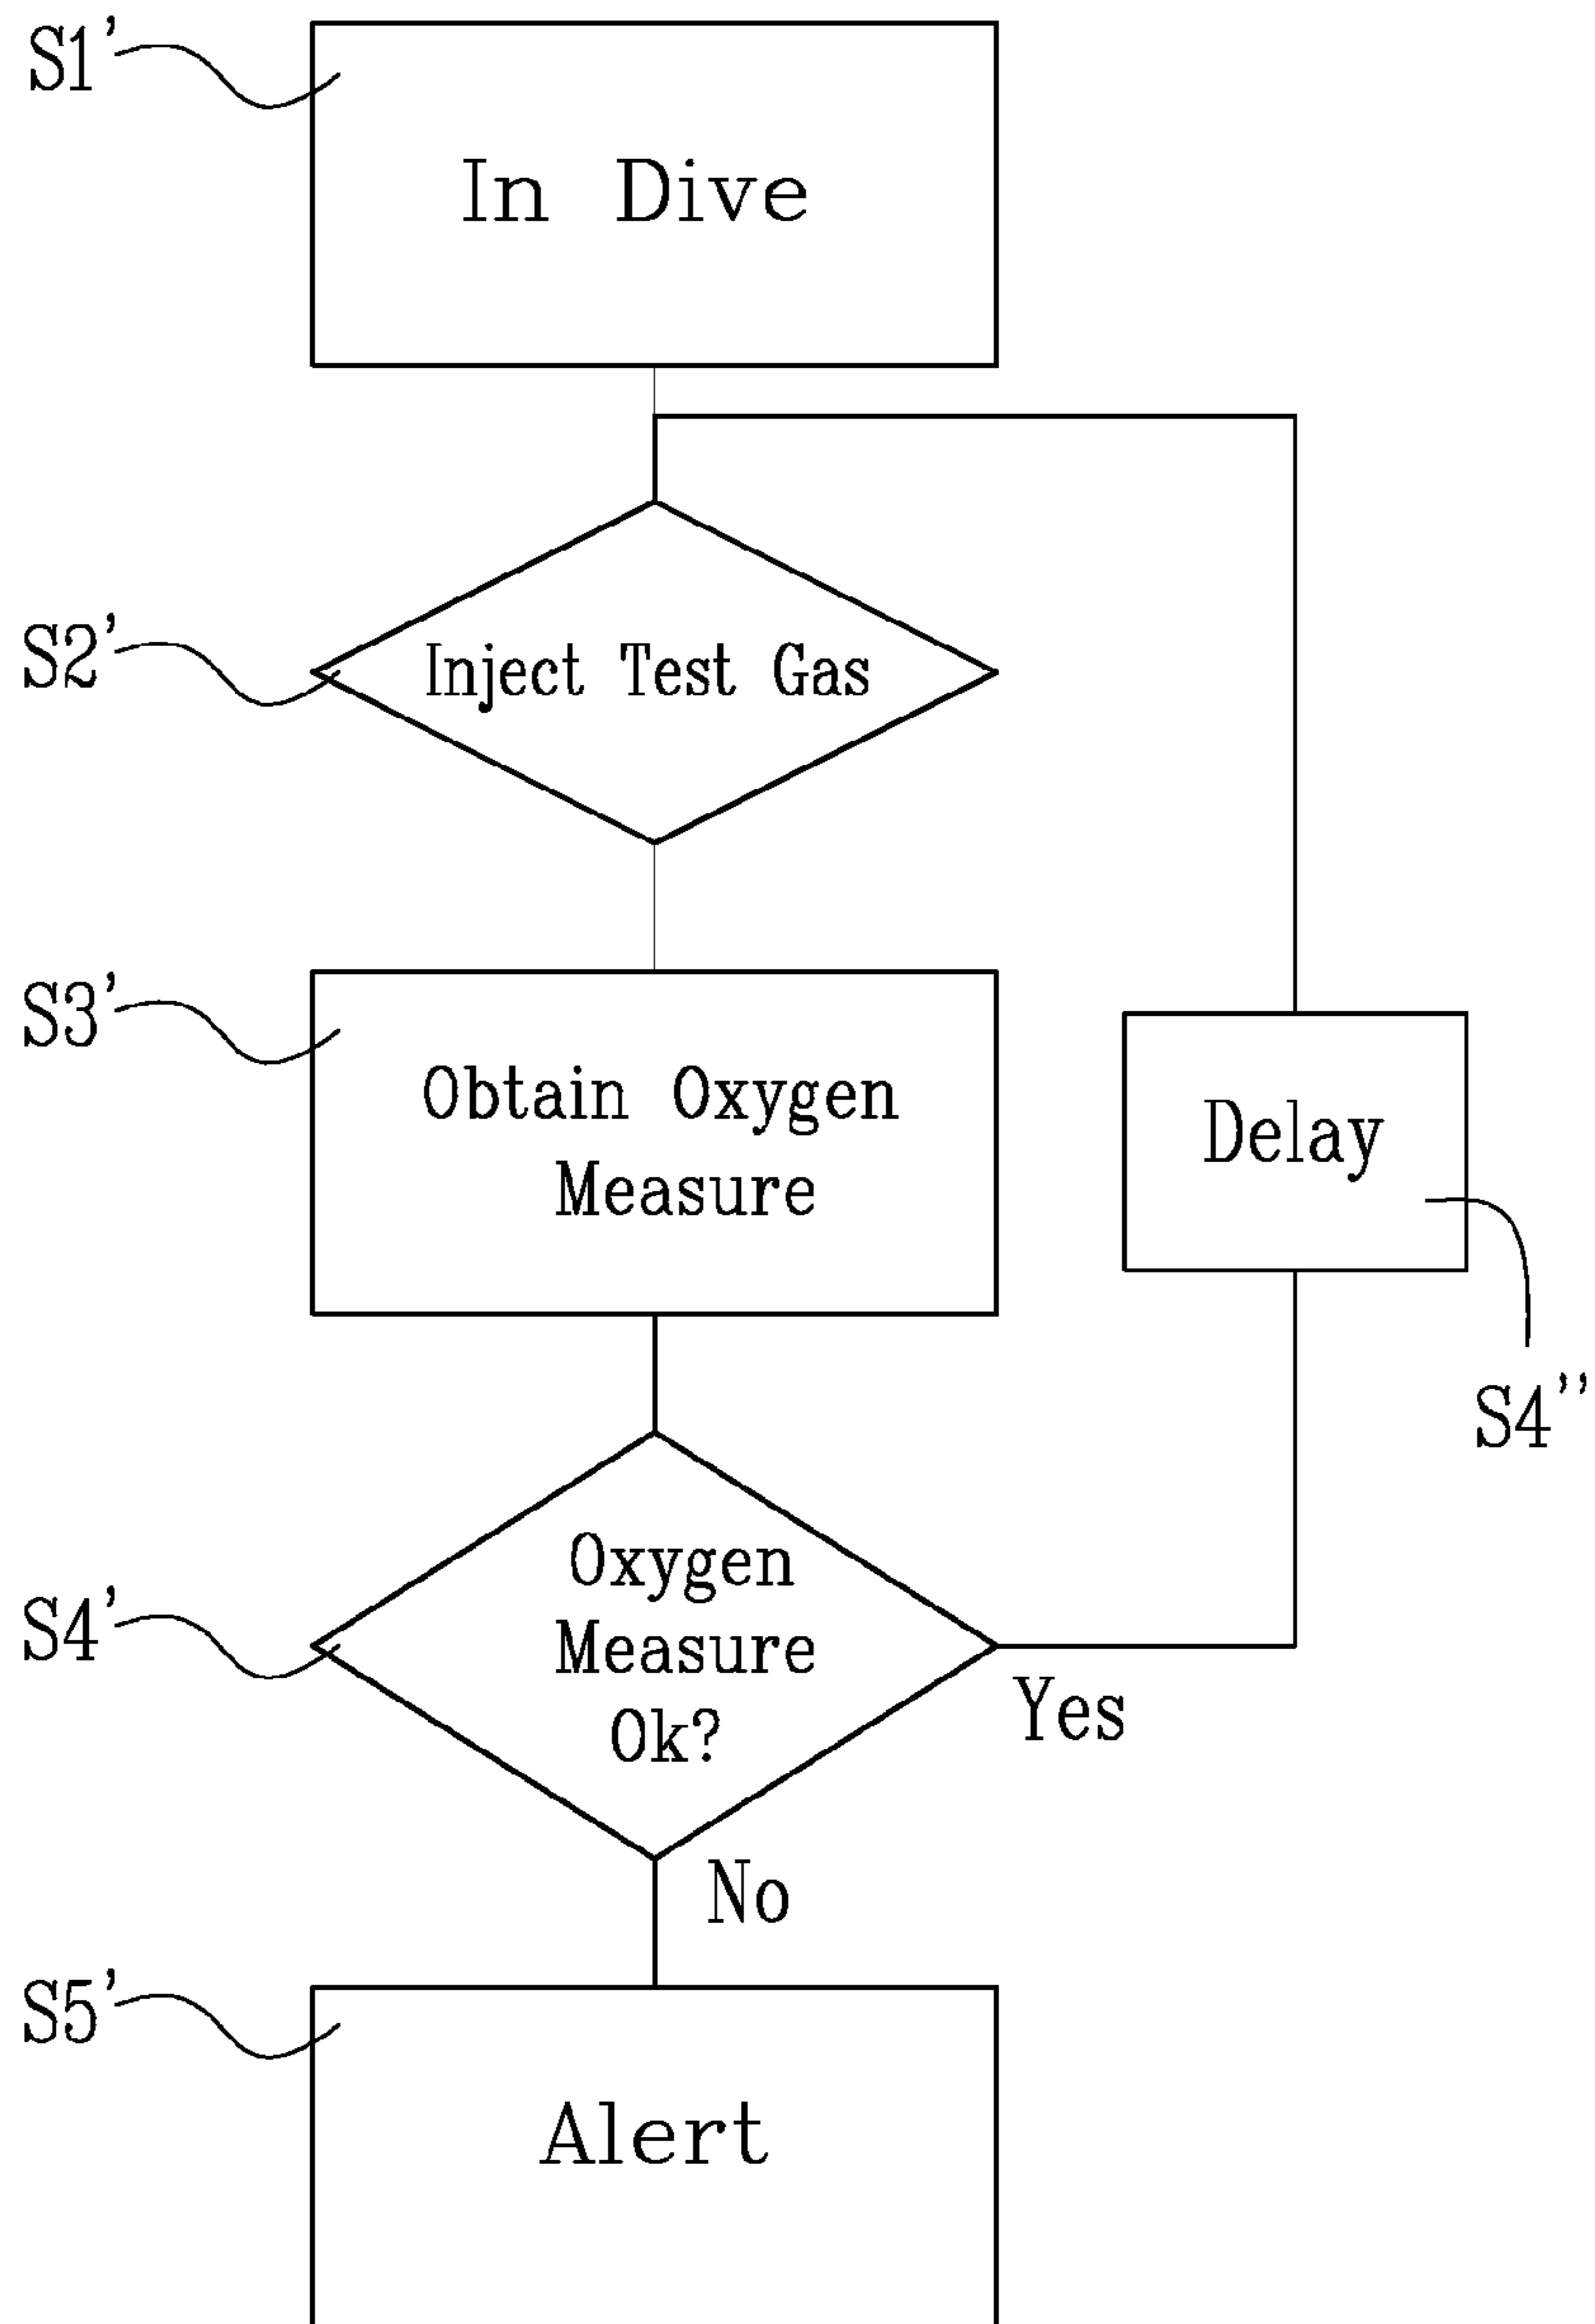 S1'
In Dive
S2'
Inject Test Gas
S3'
Obtain Oxygen
Measure
Delay
S4''
S4'
Oxygen
Measure
Ok?
Yes
No
S5'
Alert